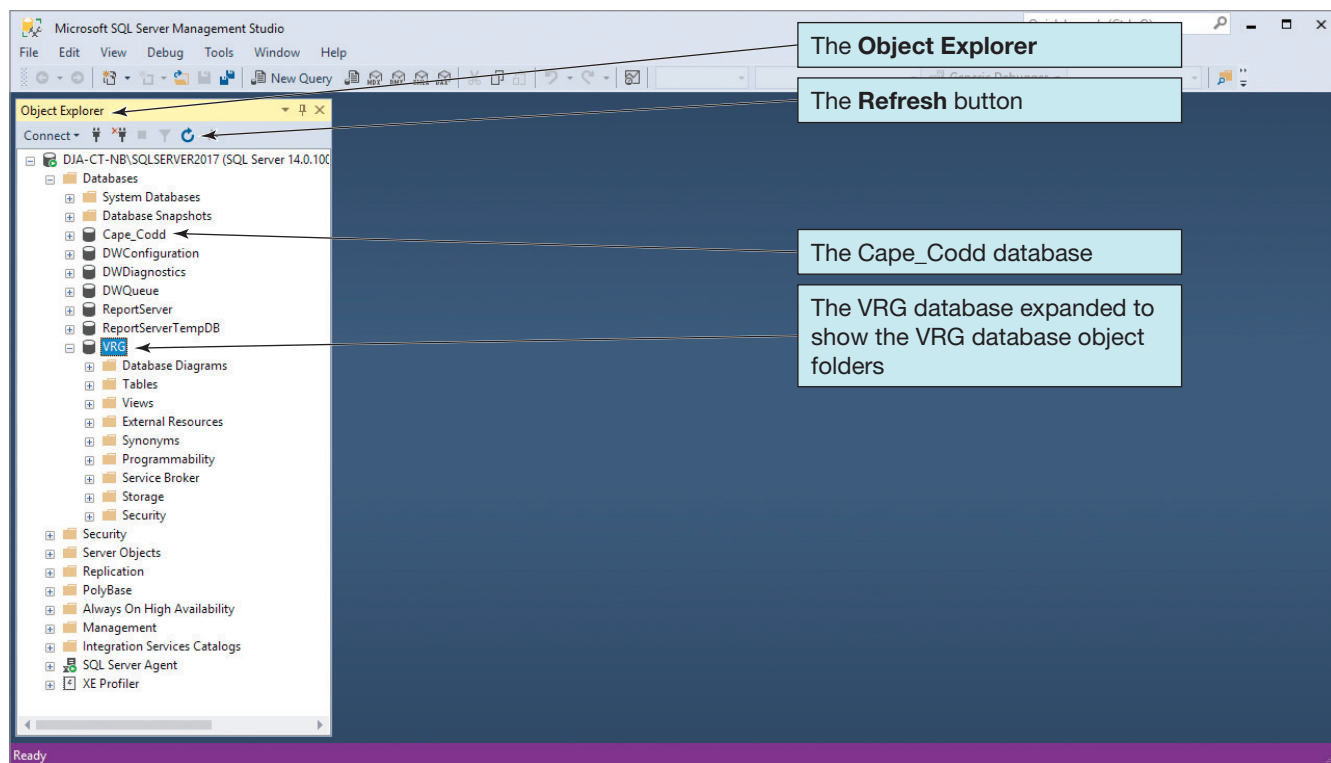 Microsoft SQL Server Management Studio
File Edit View Debug Tools Window Help
New Query
Object Explorer
Connect
DJA-CT-NB\SQLSERVER2017 (SQL Server 14.0.100
Databases
System Databases
Database Snapshots
Cape_Codd
DWConfiguration
DWDiagnostics
DWQueue
ReportServer
ReportServerTempDB
VRG
Database Diagrams
Tables
Views
External Resources
Synonyms
Programmability
Service Broker
Storage
Security
Security
Server Objects
Replication
PolyBase
Always On High Availability
Management
Integration Services Catalogs
SQL Server Agent
XE Profiler
Ready
The Object Explorer
The Refresh button
The Cape_Codd database
The VRG database expanded to
show the VRG database object
folders